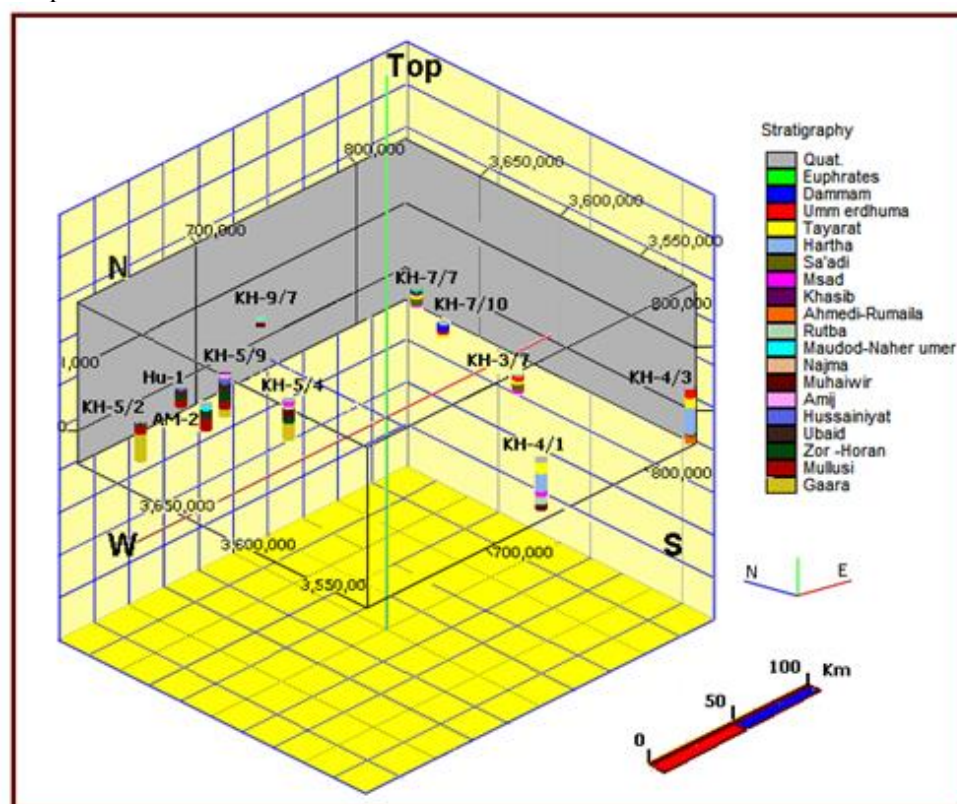 Top
800,000
3,650,000
3,600,000
3,550,000
700,000
N
KH-7/7
KH-9/7
KH-7/10
800,000
1,000
KH-5/9
KH-3/7
Hu-1
KH-5/4
KH-4/3
KH-5/2
AM-2
0
KH-4/1
800,000
3,650,000
W
3,600,000
700,000
S
3,550,00
Stratigraphy
Quat.
Euphrates
Dammam
Umm erdhuma
Tayarat
Hartha
Sa'adi
Msad
Khasib
Ahmedi-Rumaila
Rutba
Maudod-Naher umer
Najma
Muhaiwir
Amij
Hussainiyat
Ubaid
Zor -Horan
Mullusi
Gaara
N
E
100 Km
50
0